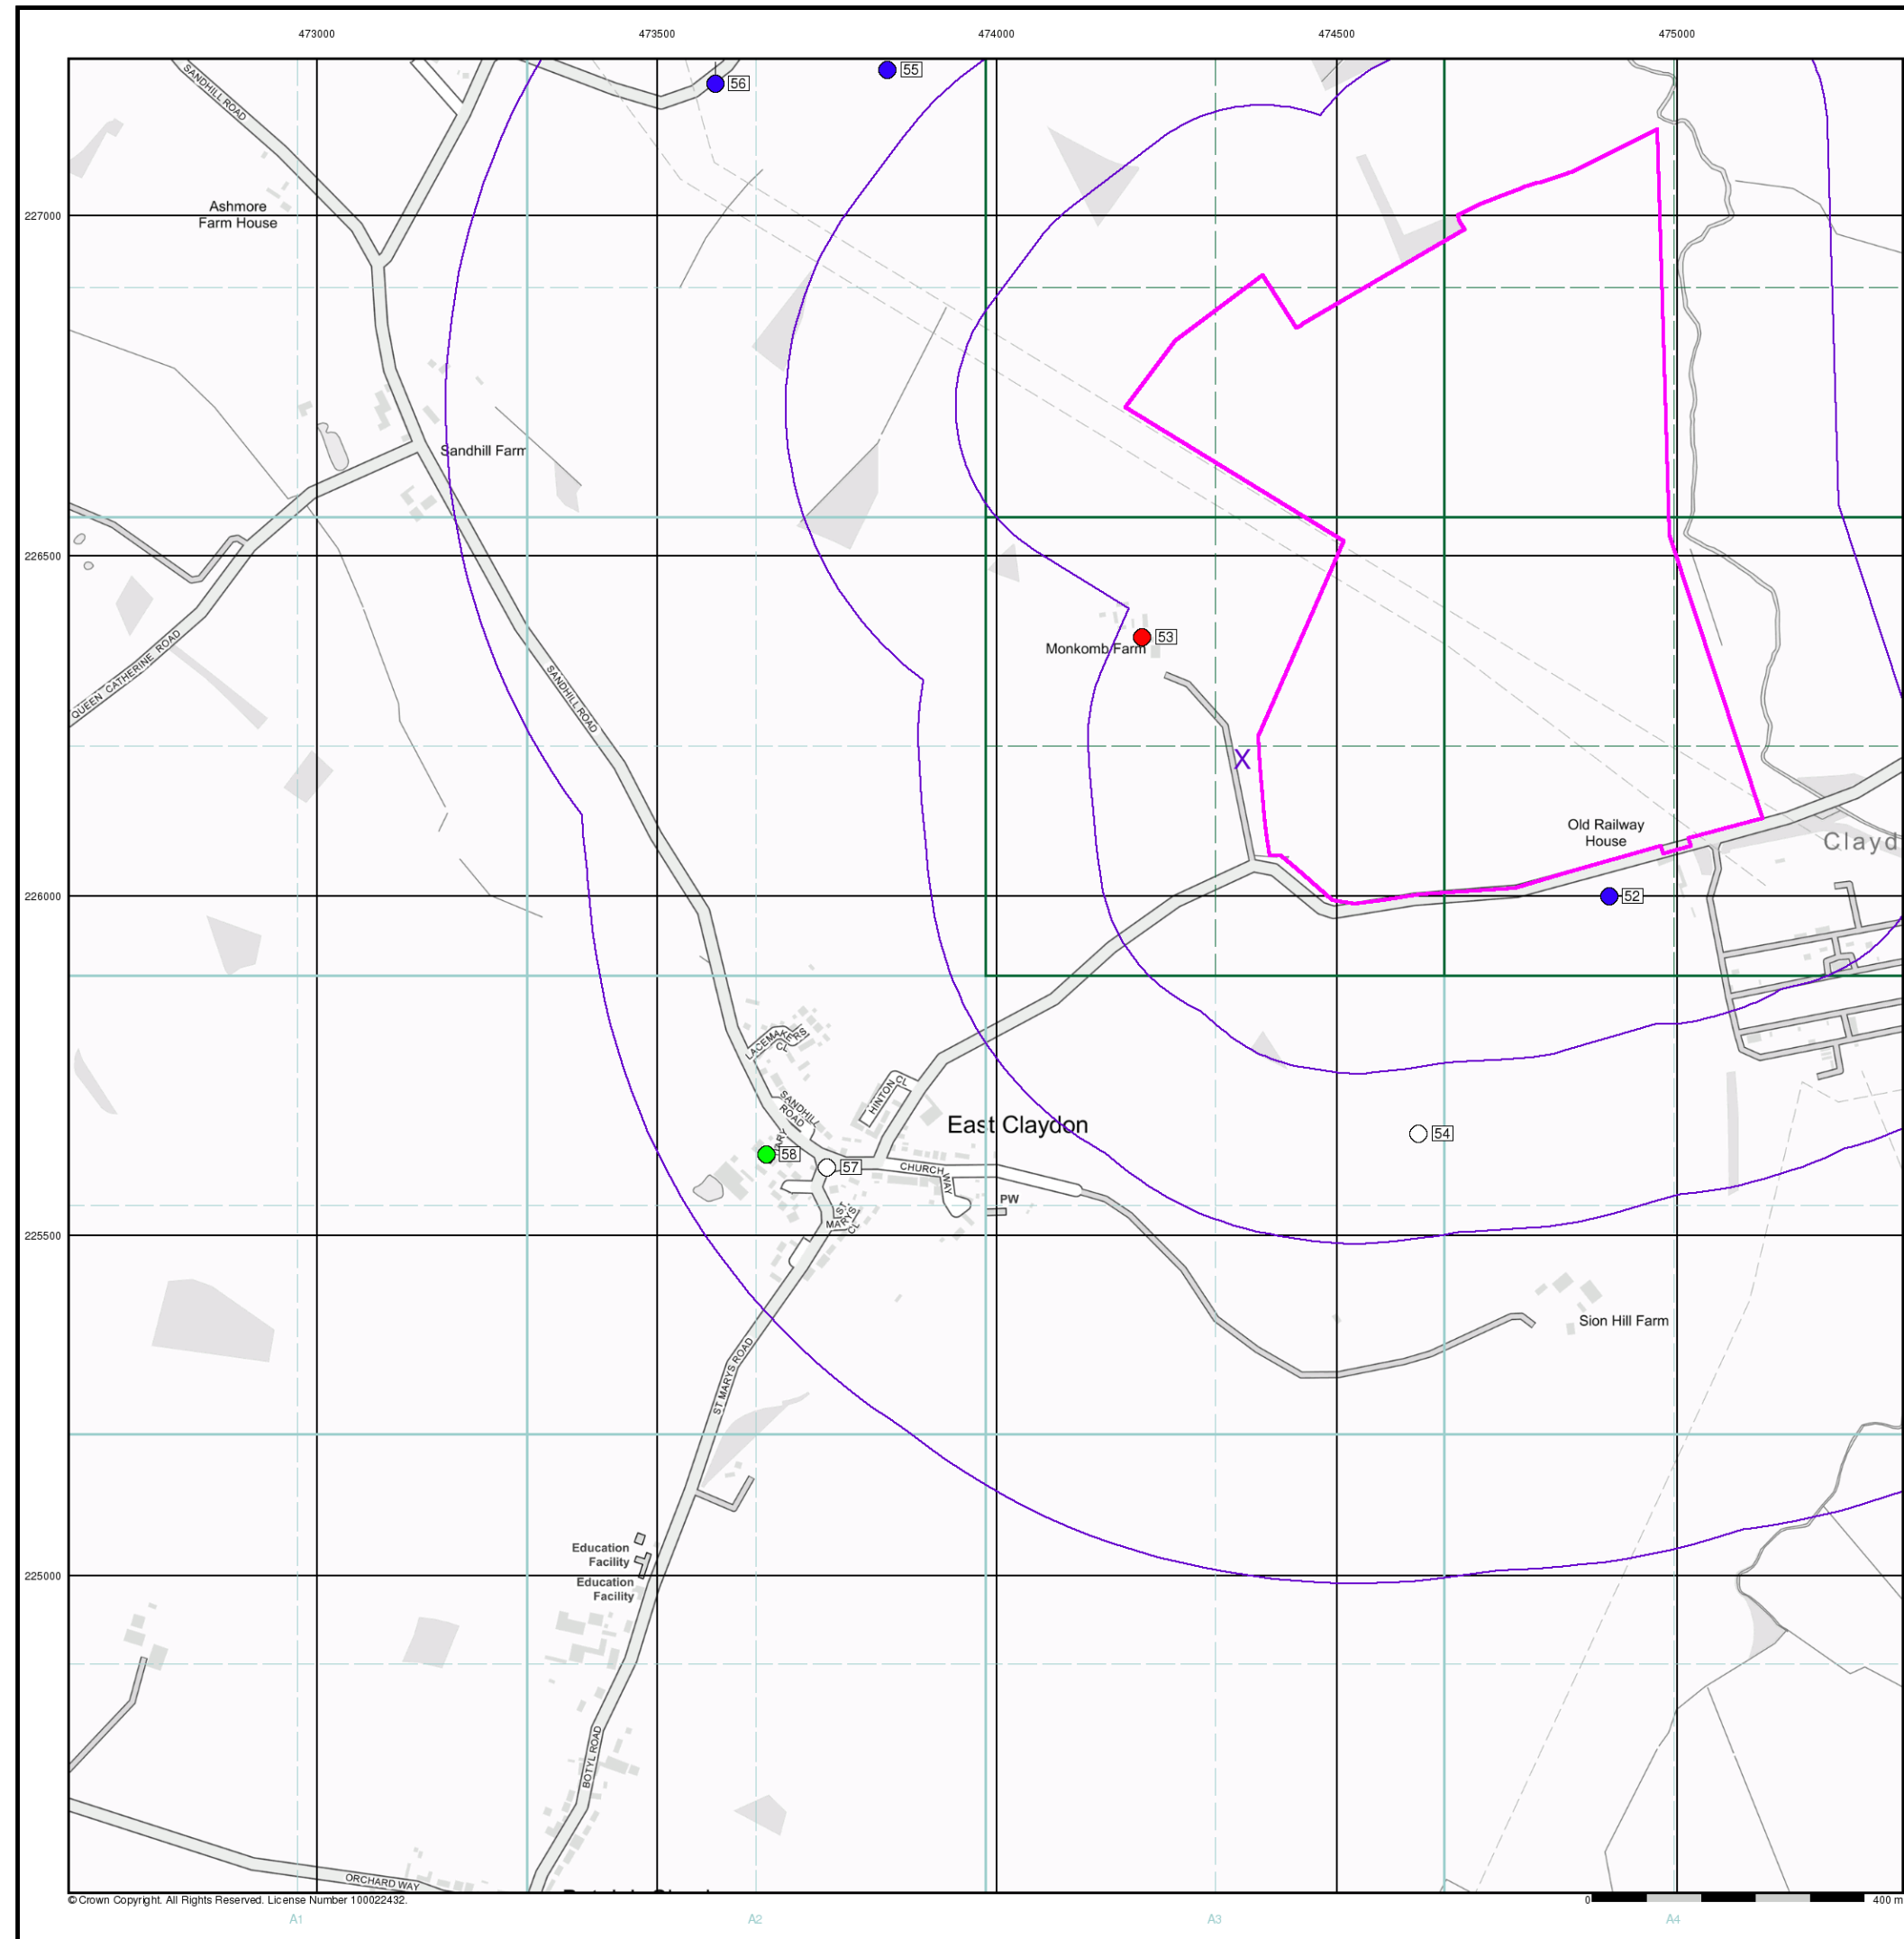 473000 473500 474000 474500 475000
56
55
SANDHILL ROAD
Ashmore
Farm House
227000
Sandhill Farm
226500
QUEEN CATHERINE ROAD
SANDHILL ROAD
53
Monkomb Farm
X
Old Railway
House
Clayd
226000
52
LACEMAKERS
CL
HINTON CL
SANDHILL
ROAD
East Claydon
54
58
57
CHURCH WAY
PW
ST.
MARYS
CL
225500
Sion Hill Farm
ST MARYS ROAD
Education
Facility
225000
Education
Facility
BOTYL ROAD
ORCHARD WAY
© Crown Copyright. All Rights Reserved. License Number 100022432.
0 400 m
A1 A2 A3 A4